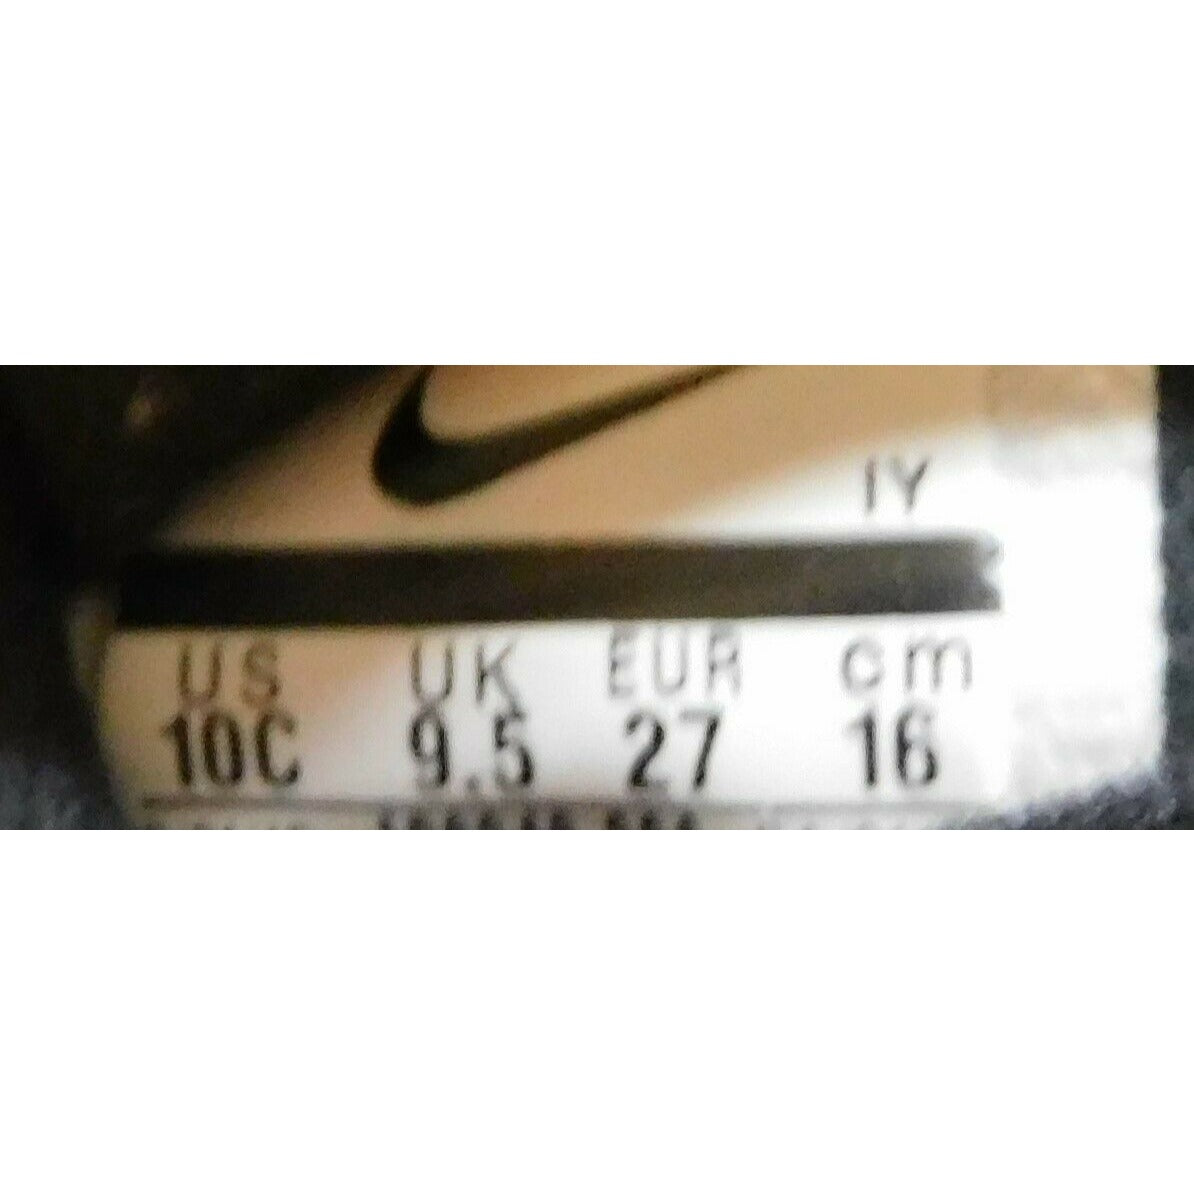 IY
US UK EUR cm
10C 9.5 27 16